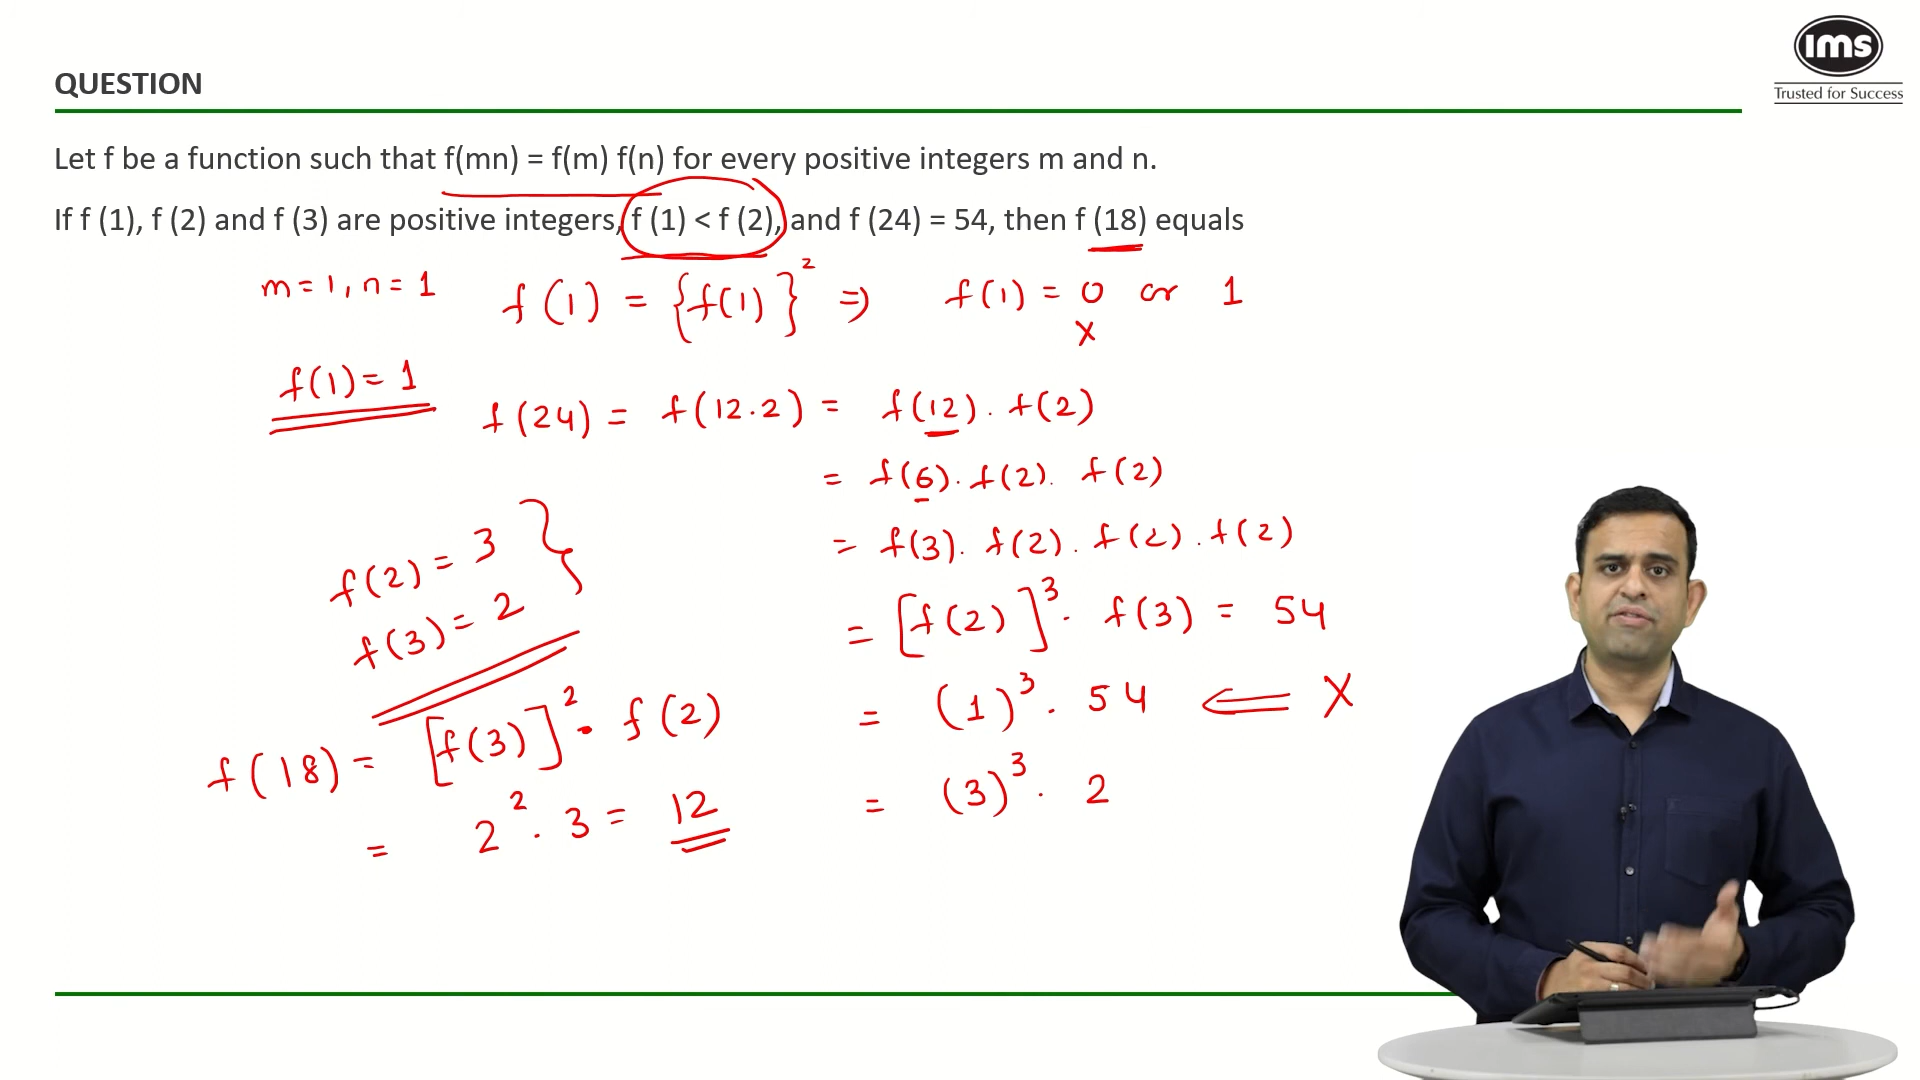 ims
Trusted for Success
QUESTION
Let f be a function such that f(mn) = f(m) f(n) for every positive integers m and n.
If f (1), f (2) and f (3) are positive integers, f (1) < f (2), and f (24) = 54, then f (18) equals
m = 1, n = 1 f(1) = {f(1)}² ⇒ f(1) = 0 or 1
X
f(1) = 1
f(24) = f(12.2) = f(12). f(2)
= f(6). f(2). f(2)
= f(3). f(2). f(2). f(2)
= [f(2)]³. f(3) = 54
= (1)³. 54 ⇐ X
= (3)³. 2
f(2) = 3 }
f(3) = 2
f(18) = [f(3)]² . f(2)
= 2². 3 = 12